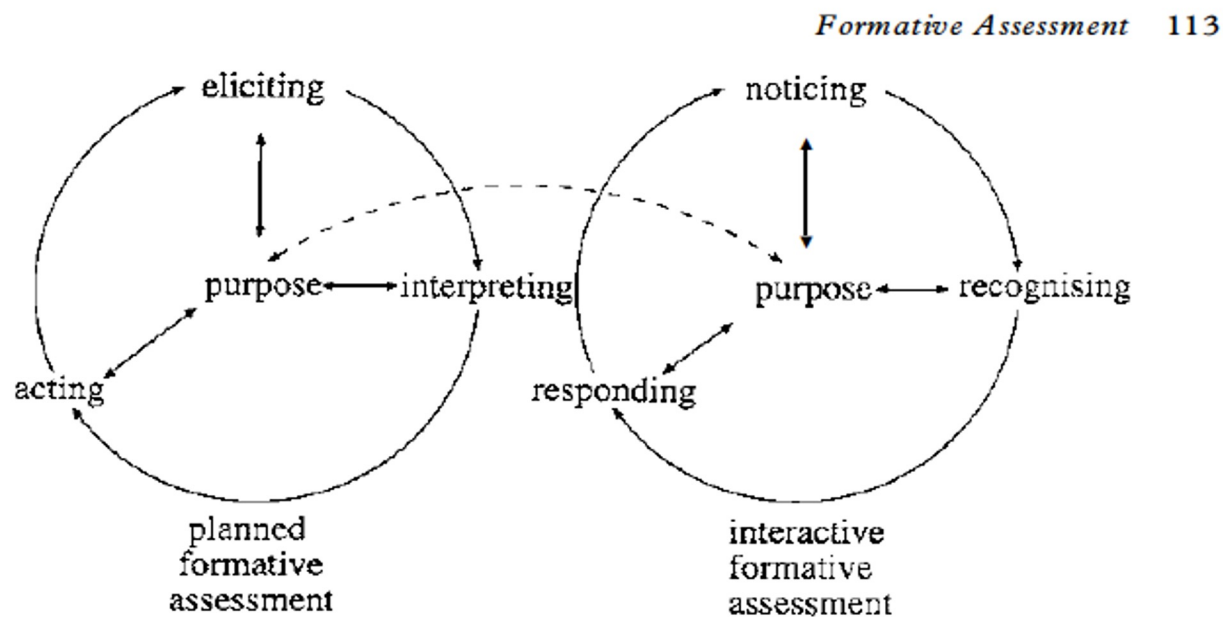 Formative Assessment 113
eliciting
purpose
interpreting
acting
planned
formative
assessment
noticing
purpose
recognising
responding
interactive
formative
assessment